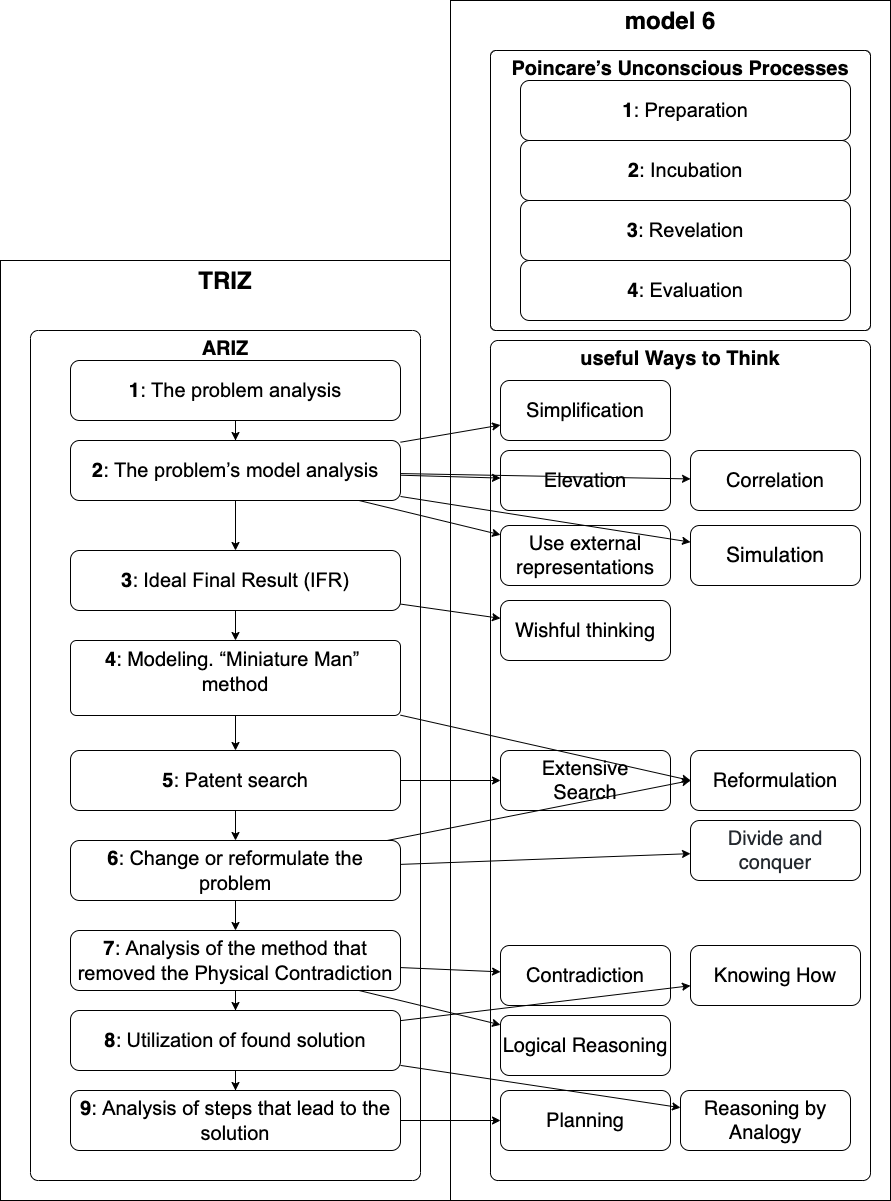 model 6
Poincare’s Unconscious Processes
1: Preparation
2: Incubation
3: Revelation
4: Evaluation
TRIZ
ARIZ
1: The problem analysis
2: The problem’s model analysis
3: Ideal Final Result (IFR)
4: Modeling. “Miniature Man”
method
5: Patent search
6: Change or reformulate the
problem
7: Analysis of the method that
removed the Physical Contradiction
8: Utilization of found solution
9: Analysis of steps that lead to the
solution
useful Ways to Think
Simplification
Elevation
Correlation
Use external
representations
Simulation
Wishful thinking
Extensive
Search
Reformulation
Divide and
conquer
Contradiction
Knowing How
Logical Reasoning
Planning
Reasoning by
Analogy